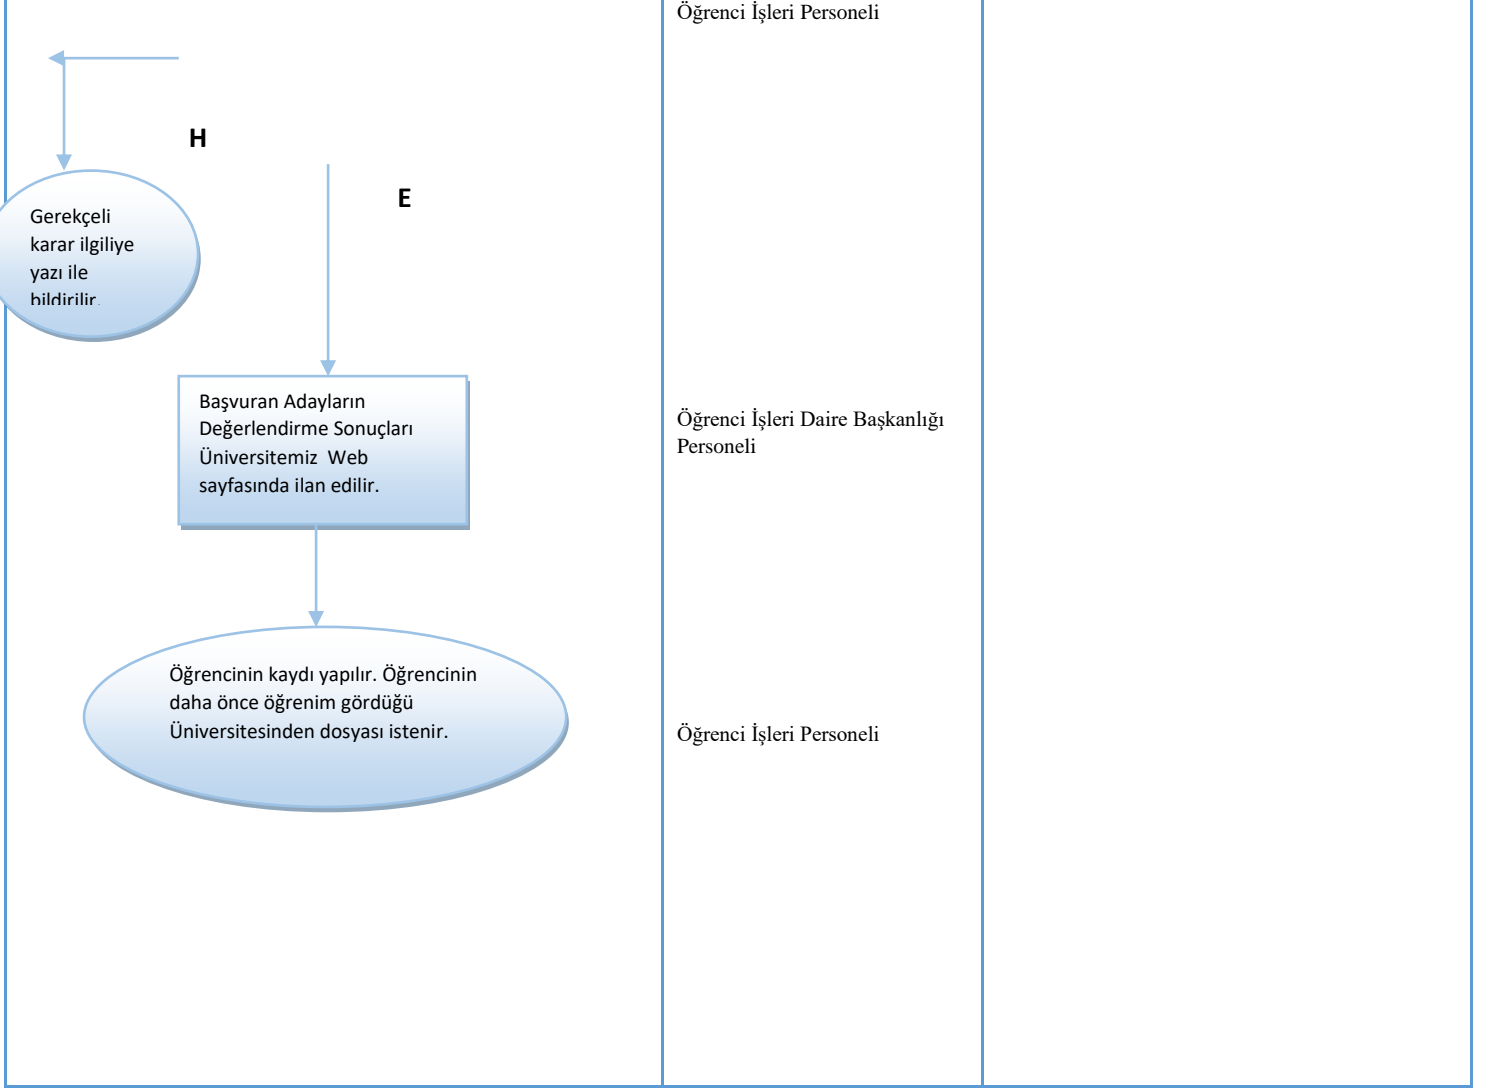 Öğrenci İşleri Personeli
H
E
Gerekçeli
karar ilgiliye
yazı ile
bildirilir.
Başvuran Adayların
Değerlendirme Sonuçları
Üniversitemiz  Web
sayfasında ilan edilir.
Öğrenci İşleri Daire Başkanlığı
Personeli
Öğrencinin kaydı yapılır. Öğrencinin
daha önce öğrenim gördüğü
Üniversitesinden dosyası istenir.
Öğrenci İşleri Personeli